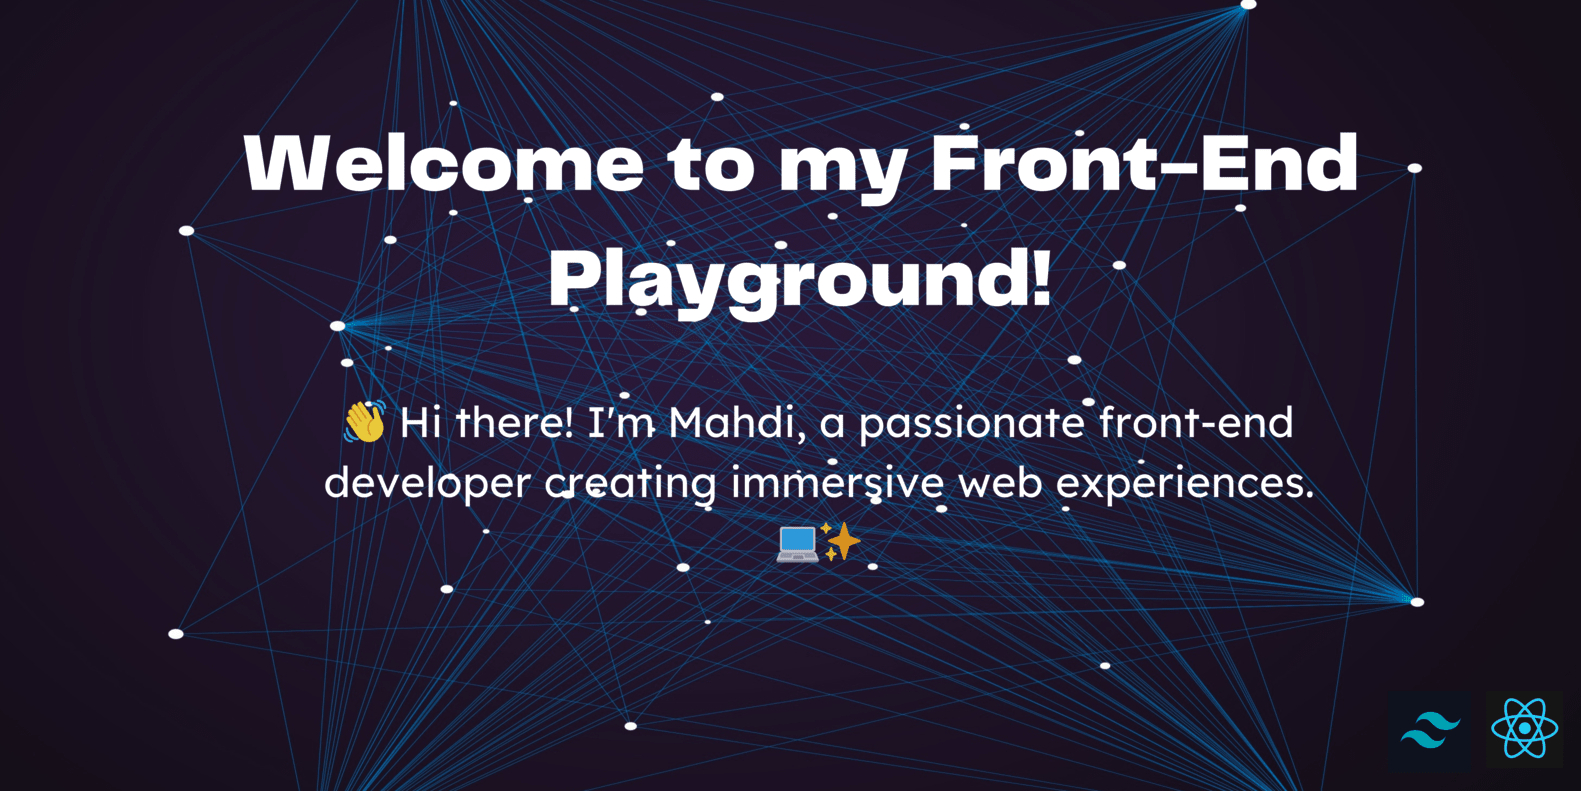 Welcome to my Front-End
Playground!
👋 Hi there! I'm Mahdi, a passionate front-end
developer creating immersive web experiences.
💻✨